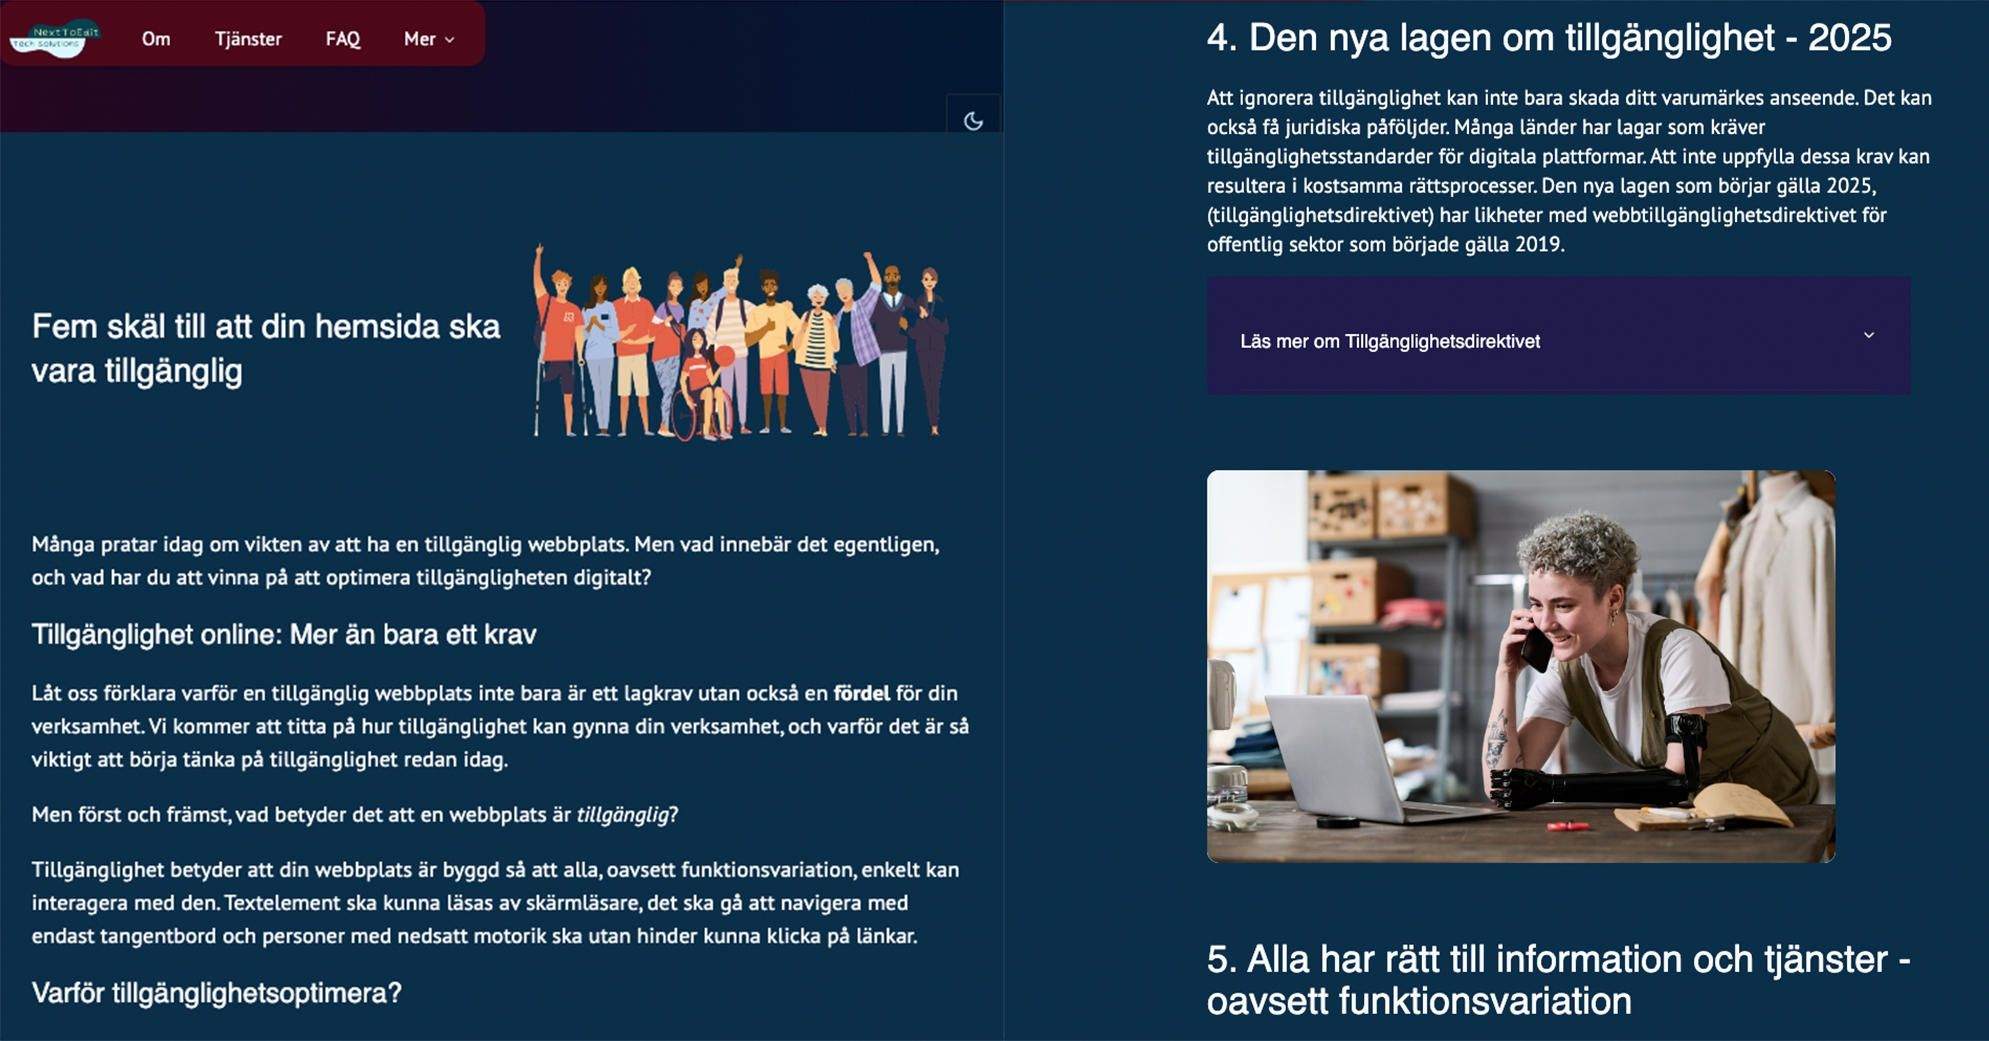 NextToEdit
Tech Solutions
Om
Tjänster
FAQ
Mer
Fem skäl till att din hemsida ska
vara tillgänglig
Många pratar idag om vikten av att ha en tillgänglig webbplats. Men vad innebär det egentligen,
och vad har du att vinna på att optimera tillgängligheten digitalt?
Tillgänglighet online: Mer än bara ett krav
Låt oss förklara varför en tillgänglig webbplats inte bara är ett lagkrav utan också en fördel för din
verksamhet. Vi kommer att titta på hur tillgänglighet kan gynna din verksamhet, och varför det är så
viktigt att börja tänka på tillgänglighet redan idag.
Men först och främst, vad betyder det att en webbplats är tillgänglig?
Tillgänglighet betyder att din webbplats är byggd så att alla, oavsett funktionsvariation, enkelt kan
interagera med den. Textelement ska kunna läsas av skärmläsare, det ska gå att navigera med
endast tangentbord och personer med nedsatt motorik ska utan hinder kunna klicka på länkar.
Varför tillgänglighetsoptimera?
4. Den nya lagen om tillgänglighet - 2025
Att ignorera tillgänglighet kan inte bara skada ditt varumärkes anseende. Det kan
också få juridiska påföljder. Många länder har lagar som kräver
tillgänglighetsstandarder för digitala plattformar. Att inte uppfylla dessa krav kan
resultera i kostsamma rättsprocesser. Den nya lagen som börjar gälla 2025,
(tillgänglighetsdirektivet) har likheter med webbtillgänglighetsdirektivet för
offentlig sektor som började gälla 2019.
Läs mer om Tillgänglighetsdirektivet
5. Alla har rätt till information och tjänster -
oavsett funktionsvariation